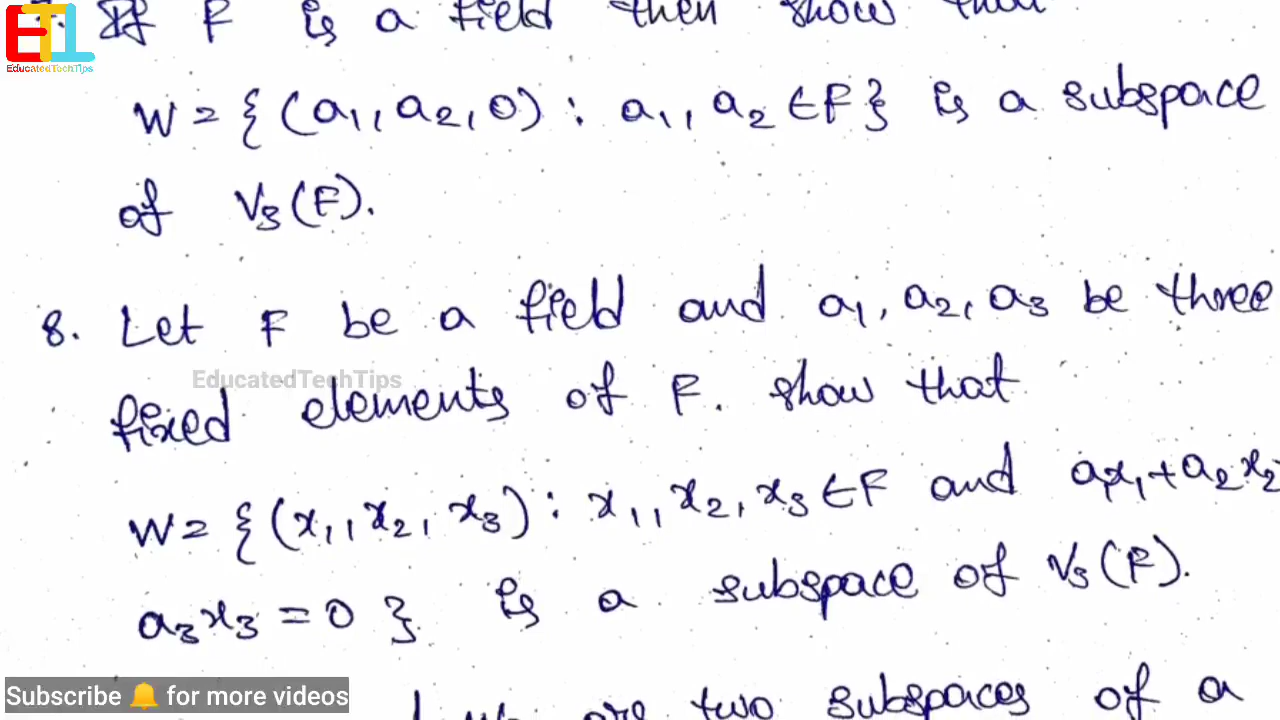 ETL
EducatedTechTips
If F is a field then show that
W = { (a1, a2, 0) : a1, a2 ∈ F } is a subspace
of V3(F).
8. Let F be a field and a1, a2, a3 be three
EducatedTechTips
fixed elements of F. show that
W = { (x1, x2, x3) : x1, x2, x3 ∈ F and a1x1 + a2x2
a3x3 = 0 } is a subspace of V3(F).
are two subspaces of a
Subscribe 🔔 for more videos